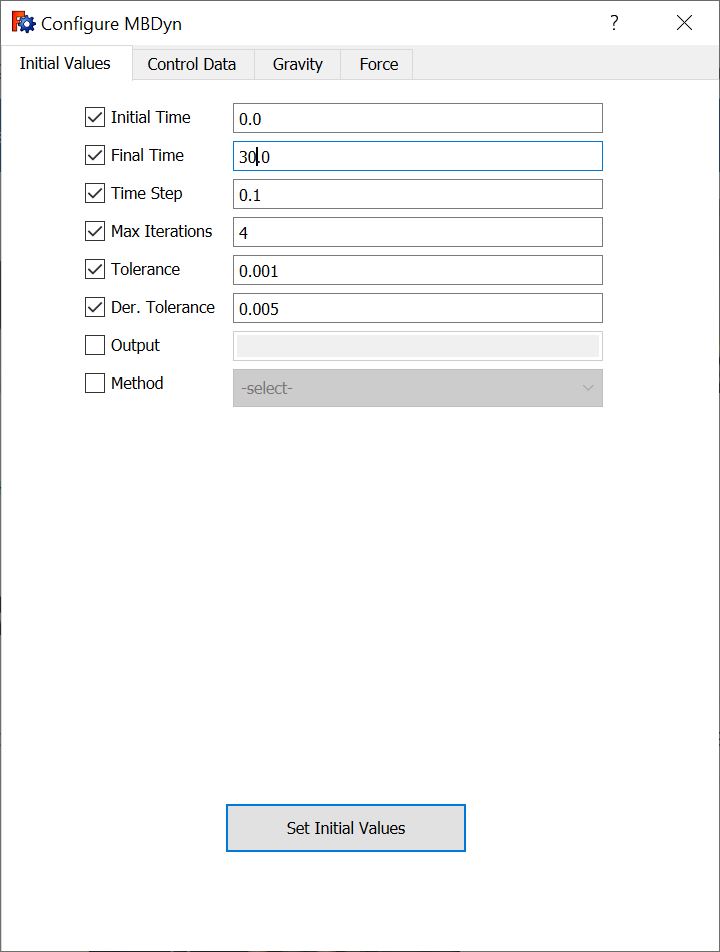 Configure MBDyn ?
Initial Values Control Data Gravity Force
Initial Time 0.0
Final Time 30.0
Time Step 0.1
Max Iterations 4
Tolerance 0.001
Der. Tolerance 0.005
Output
Method -select-
Set Initial Values